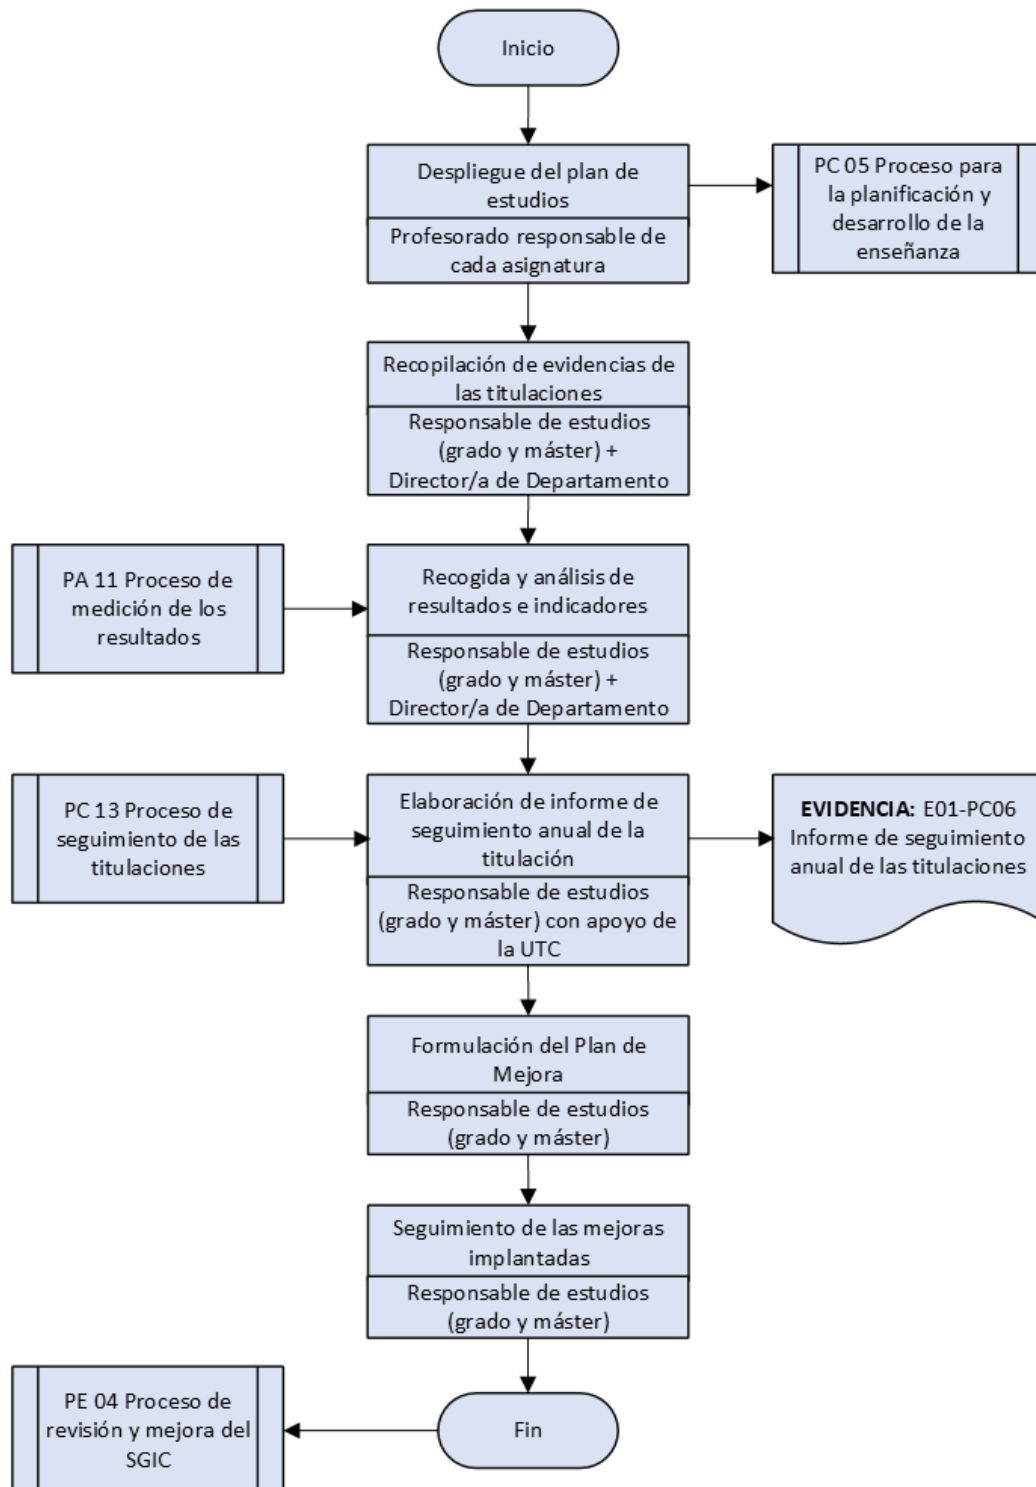 Inicio
Despliegue del plan de
estudios
Profesorado responsable de
cada asignatura
PC 05 Proceso para
la planificación y
desarrollo de la
enseñanza
Recopilación de evidencias de
las titulaciones
Responsable de estudios
(grado y máster) +
Director/a de Departamento
PA 11 Proceso de
medición de los
resultados
Recogida y análisis de
resultados e indicadores
Responsable de estudios
(grado y máster) +
Director/a de Departamento
PC 13 Proceso de
seguimiento de las
titulaciones
Elaboración de informe de
seguimiento anual de la
titulación
Responsable de estudios
(grado y máster) con apoyo de
la UTC
EVIDENCIA: E01-PC06
Informe de seguimiento
anual de las titulaciones
Formulación del Plan de
Mejora
Responsable de estudios
(grado y máster)
Seguimiento de las mejoras
implantadas
Responsable de estudios
(grado y máster)
PE 04 Proceso de
revisión y mejora del
SGIC
Fin